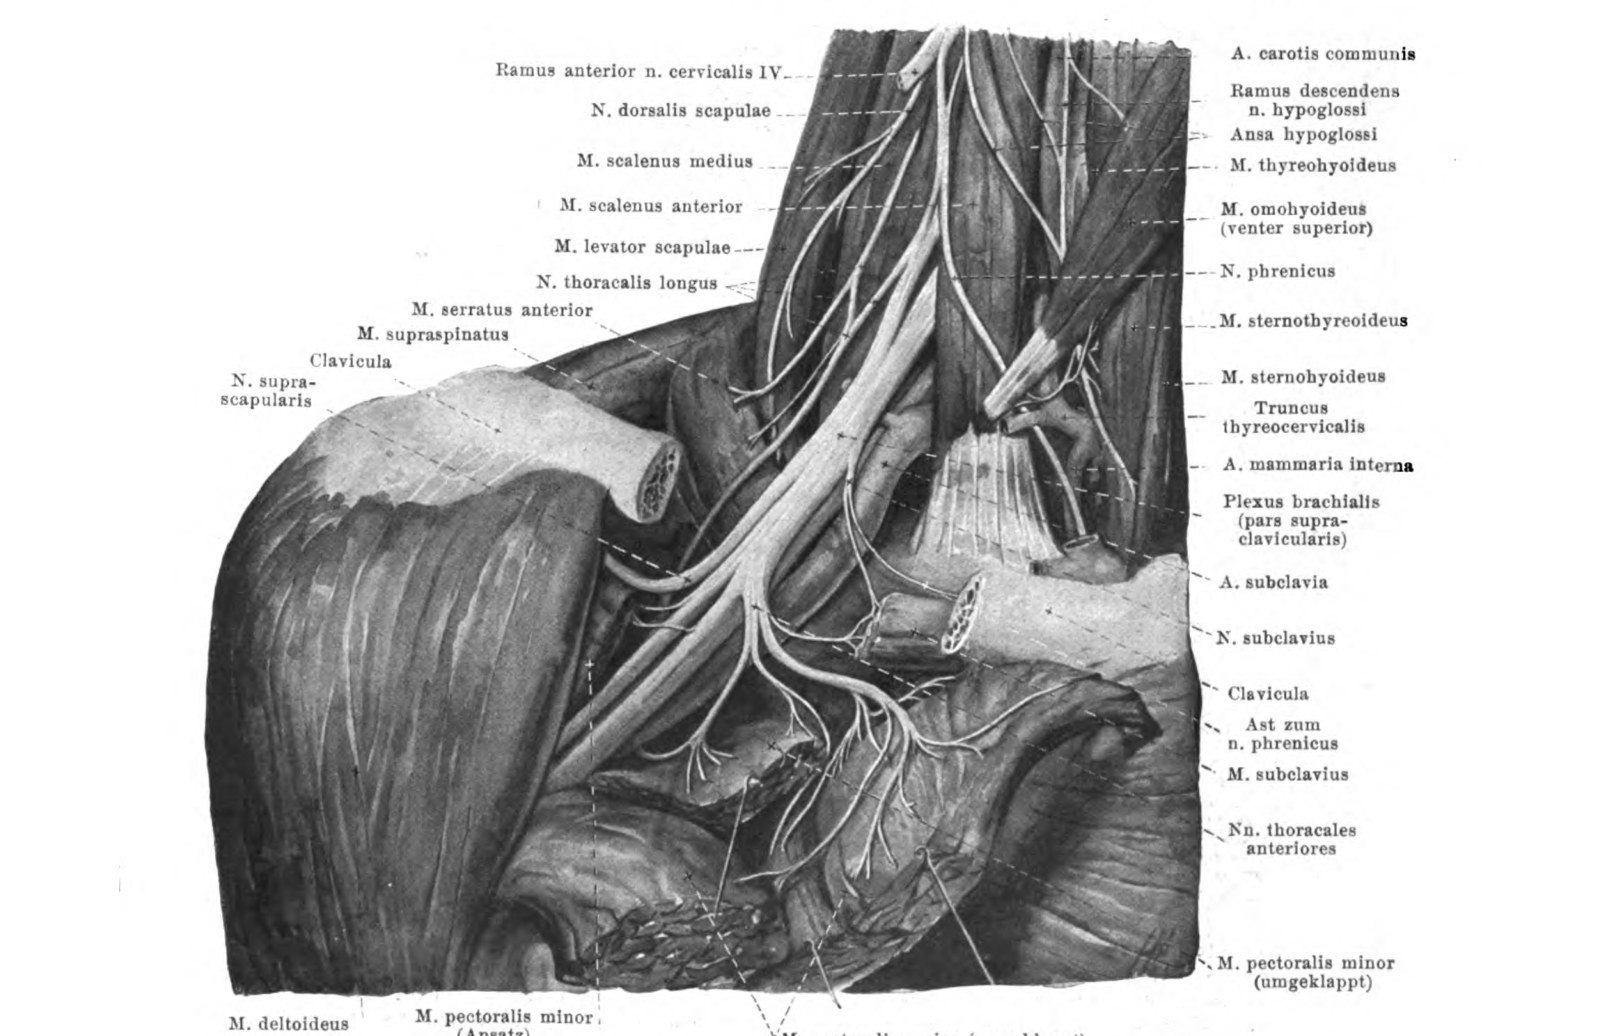 Ramus anterior n. cervicalis IV
N. dorsalis scapulae
M. scalenus medius
M. scalenus anterior
M. levator scapulae
N. thoracalis longus
M. serratus anterior
M. supraspinatus
Clavicula
N. supra-
scapularis
A. carotis communis
Ramus descendens
n. hypoglossi
Ansa hypoglossi
M. thyreohyoideus
M. omohyoideus
(venter superior)
N. phrenicus
M. sternothyreoideus
M. sternohyoideus
Truncus
thyreocervicalis
A. mammaria interna
Plexus brachialis
(pars supra-
clavicularis)
A. subclavia
N. subclavius
Clavicula
Ast zum
n. phrenicus
M. subclavius
Nn. thoracales
anteriores
M. pectoralis minor
(umgeklappt)
M. deltoideus
M. pectoralis minor
(Ansatz)